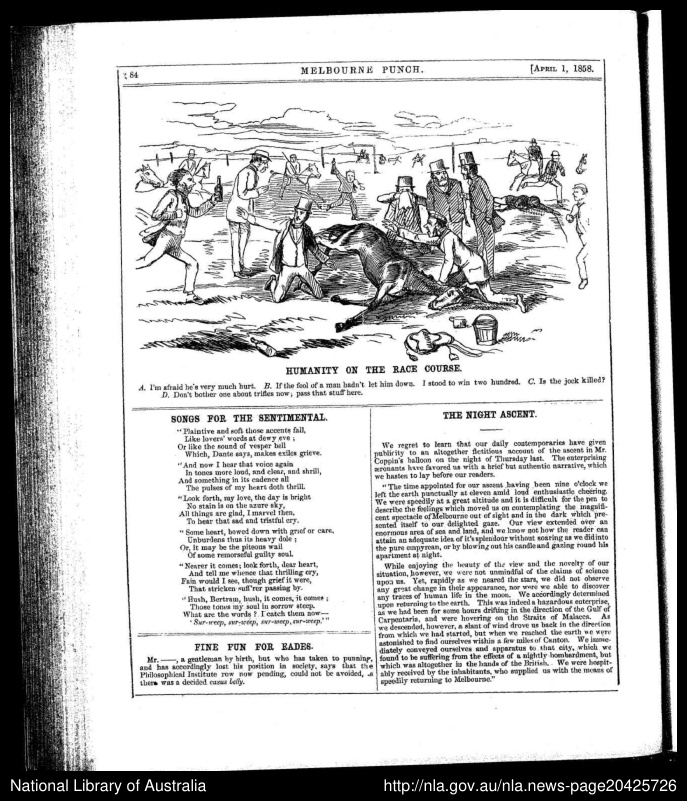 84
MELBOURNE PUNCH.
[APRIL 1, 1858.
HUMANITY ON THE RACE COURSE.
A. I'm afraid he's very much hurt. B. If the fool of a man hadn't let him down. I stood to win two hundred. C. Is the jock killed?
D. Don't bother one about trifles now; pass that stuff here.
SONGS FOR THE SENTIMENTAL.
"Plaintive and soft those accents fall,
Like lovers' words at dewy eve;
Or like the sound of vesper bell
Which, Dante says, makes exiles grieve.
"And now I hear that voice again
In tones more loud, and clear, and shrill,
And something in its cadence all
The pulses of my heart doth thrill.
"Look forth, my love, the day is bright
No stain is on the azure sky,
All things are glad, I marvel then,
To hear that sad and tristful cry.
"Some heart, bowed down with grief or care,
Unburdens thus its heavy dole;
Or, it may be the piteous wail
Of some remorseful guilty soul.
"Nearer it comes; look forth, dear heart,
And tell me whence that thrilling cry,
Fain would I see, though grief it were,
That stricken suff'rer passing by.
"Hush, Bertram, hush, it comes, it comes;
Those tones my soul in sorrow steep.
What are the words? I catch them now—
'Sur-weep, sur-weep, sur-weep, sur-weep.'"
FINE FUN FOR EADES.
Mr. ——, a gentleman by birth, but who has taken to punning,
and has accordingly lost his position in society, says that the
Philosophical Institute row now pending, could not be avoided, as
there was a decided casus belly.
THE NIGHT ASCENT.
We regret to learn that our daily contemporaries have given
publicity to an altogether fictitious account of the ascent in Mr.
Coppin's balloon on the night of Thursday last. The enterprising
æronants have favored us with a brief but authentic narrative, which
we hasten to lay before our readers.
"The time appointed for our ascent having been nine o'clock we
left the earth punctually at eleven amid loud enthusiastic cheering.
We were speedily at a great altitude and it is difficult for the pen to
describe the feelings which moved us on contemplating the magnifi-
cent spectacle of Melbourne out of sight and in the dark which pre-
sented itself to our delighted gaze. Our view extended over an
enormous area of sea and land, and we know not how the reader can
attain an adequate idea of it's splendour without soaring as we did into
the pure empyrean, or by blowing out his candle and gazing round his
apartment at night.
While enjoying the beauty of the view and the novelty of our
situation, however, we were not unmindful of the claims of science
upon us. Yet, rapidly as we neared the stars, we did not observe
any great change in their appearance, nor were we able to discover
any traces of human life in the moon. We accordingly determined
upon returning to the earth. This was indeed a hazardous enterprise,
as we had been for some hours drifting in the direction of the Gulf of
Carpentaria, and were hovering on the Straits of Malacca. As
we descended, however, a slant of wind drove us back in the direction
from which we had started, but when we reached the earth we were
astonished to find ourselves within a few miles of Canton. We imme-
diately conveyed ourselves and apparatus to that city, which we
found to be suffering from the effects of a nightly bombardment, but
which was altogether in the hands of the British. We were hospit-
ably received by the inhabitants, who supplied us with the means of
speedily returning to Melbourne."
National Library of Australia
http://nla.gov.au/nla.news-page20425726